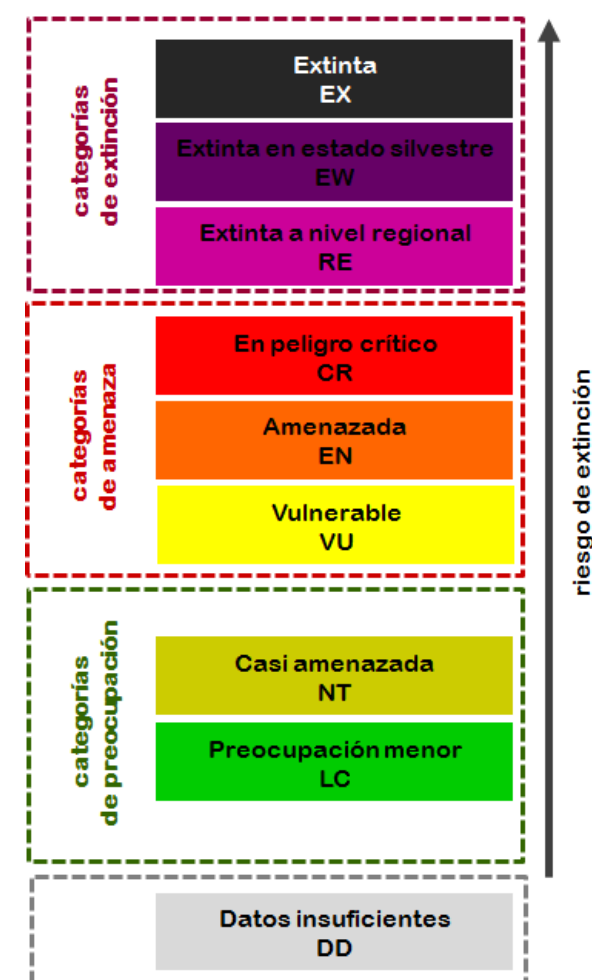 categorías
de extinción
Extinta
EX
Extinta en estado silvestre
EW
Extinta a nivel regional
RE
categorías
de amenaza
En peligro crítico
CR
Amenazada
EN
Vulnerable
VU
categorías
de preocupación
Casi amenazada
NT
Preocupación menor
LC
Datos insuficientes
DD
riesgo de extinción